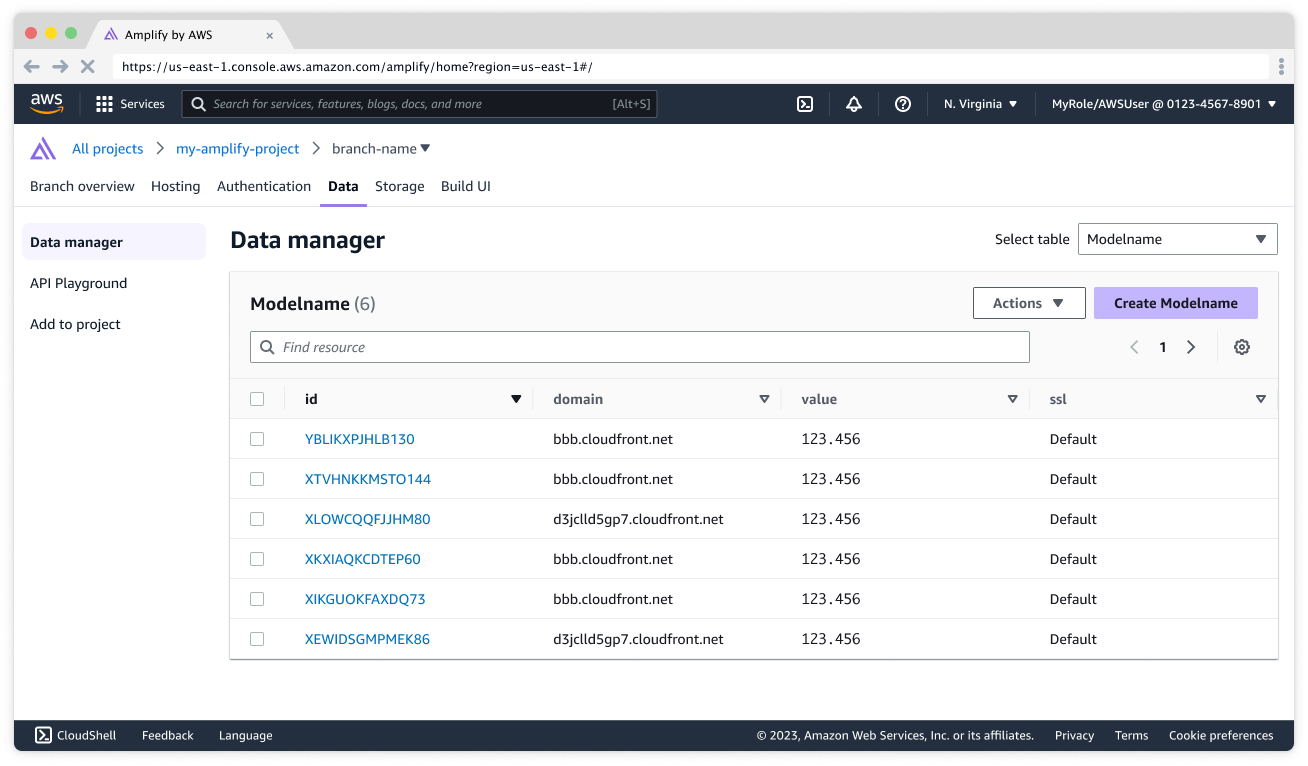 Amplify by AWS ×
https://us-east-1.console.aws.amazon.com/amplify/home?region=us-east-1#/
aws Services Search for services, features, blogs, docs, and more [Alt+S] N. Virginia MyRole/AWSUser @ 0123-4567-8901
All projects my-amplify-project branch-name
Branch overview Hosting Authentication Data Storage Build UI
Data manager
API Playground
Add to project
Data manager Select table Modelname
Modelname (6) Actions Create Modelname
Find resource 1
id domain value ssl
YBLIKXPJHLB130 bbb.cloudfront.net 123.456 Default
XTVHNKKMSTO144 bbb.cloudfront.net 123.456 Default
XLOWCQQFJJHM80 d3jclld5gp7.cloudfront.net 123.456 Default
XKXIAQKCDTEP60 bbb.cloudfront.net 123.456 Default
XIKGUOKFAXDQ73 bbb.cloudfront.net 123.456 Default
XEWIDSGMPMEK86 d3jclld5gp7.cloudfront.net 123.456 Default
CloudShell Feedback Language © 2023, Amazon Web Services, Inc. or its affiliates. Privacy Terms Cookie preferences